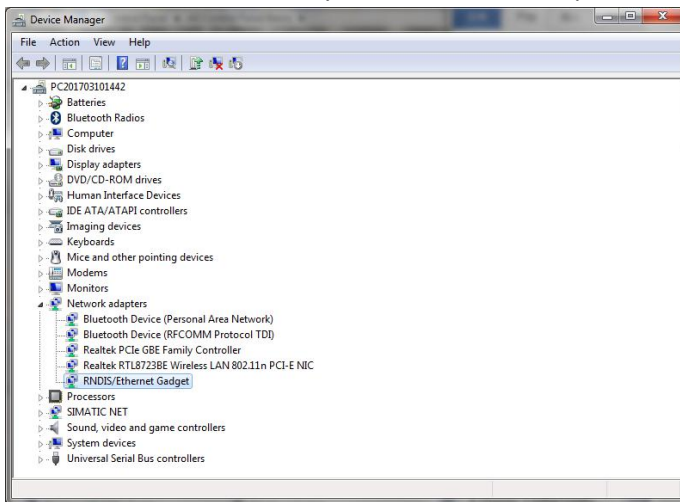 Device Manager
File Action View Help
PC201703101442
Batteries
Bluetooth Radios
Computer
Disk drives
Display adapters
DVD/CD-ROM drives
Human Interface Devices
IDE ATA/ATAPI controllers
Imaging devices
Keyboards
Mice and other pointing devices
Modems
Monitors
Network adapters
Bluetooth Device (Personal Area Network)
Bluetooth Device (RFCOMM Protocol TDI)
Realtek PCIe GBE Family Controller
Realtek RTL8723BE Wireless LAN 802.11n PCI-E NIC
RNDIS/Ethernet Gadget
Processors
SIMATIC NET
Sound, video and game controllers
System devices
Universal Serial Bus controllers